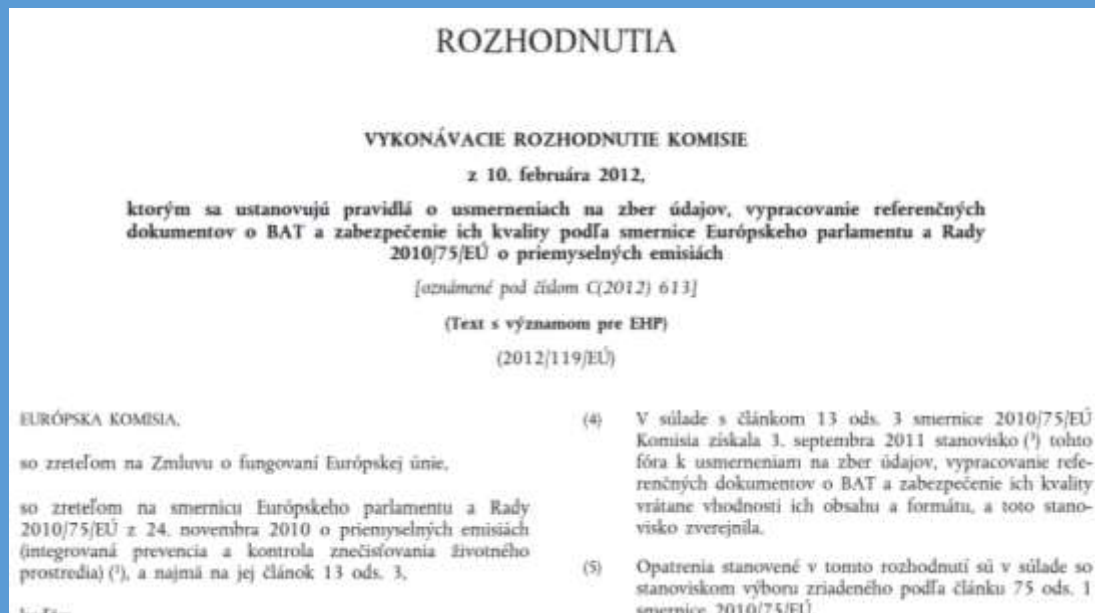 ROZHODNUTIA
VYKONÁVACIE ROZHODNUTIE KOMISIE
z 10. februára 2012,
ktorým sa ustanovujú pravidlá o usmerneniach na zber údajov, vypracovanie referenčných
dokumentov o BAT a zabezpečenie ich kvality podľa smernice Európskeho parlamentu a Rady
2010/75/EÚ o priemyselných emisiách
[oznámené pod číslom C(2012) 613]
(Text s významom pre EHP)
(2012/119/EÚ)
EURÓPSKA KOMISIA,
so zreteľom na Zmluvu o fungovaní Európskej únie,
so zreteľom na smernicu Európskeho parlamentu a Rady
2010/75/EÚ z 24. novembra 2010 o priemyselných emisiách
(integrovaná prevencia a kontrola znečisťovania životného
prostredia) (¹), a najmä na jej článok 13 ods. 3,
(4) V súlade s článkom 13 ods. 3 smernice 2010/75/EÚ
Komisia získala 3. septembra 2011 stanovisko (³) tohto
fóra k usmerneniam na zber údajov, vypracovanie refe-
renčných dokumentov o BAT a zabezpečenie ich kvality
vrátane vhodnosti ich obsahu a formátu, a toto stano-
visko zverejnila.
(5) Opatrenia stanovené v tomto rozhodnutí sú v súlade so
stanoviskom výboru zriadeného podľa článku 75 ods. 1
smernice 2010/75/EÚ